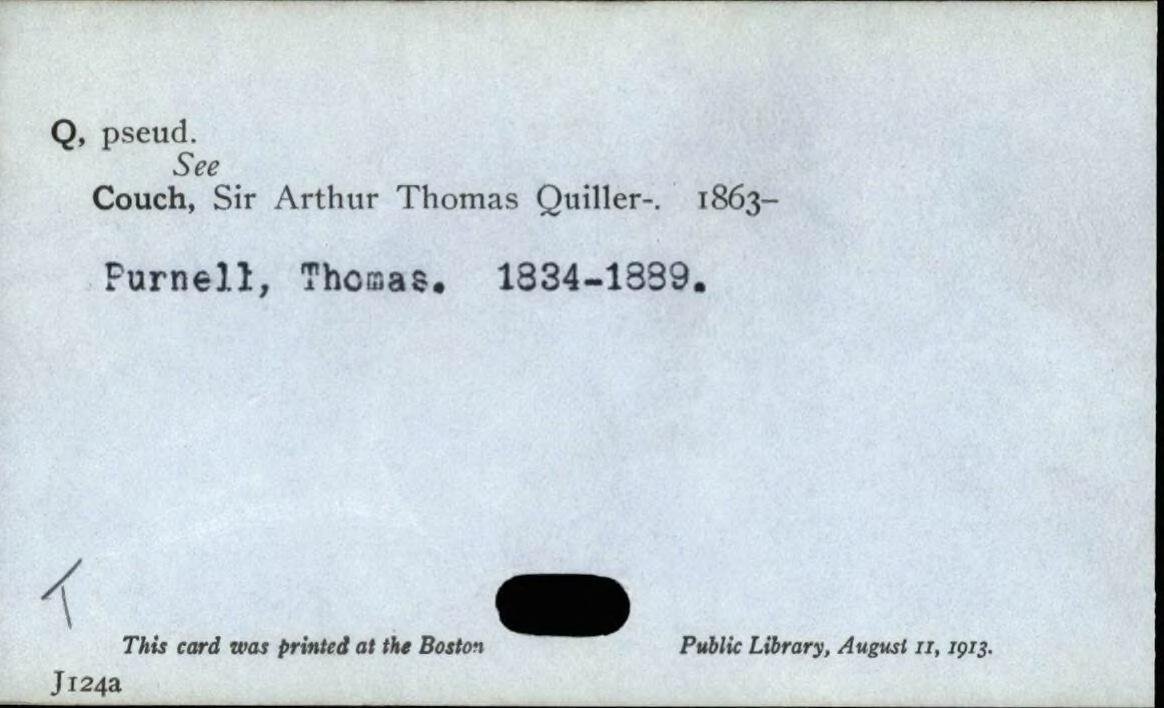 Q, pseud.
See
Couch, Sir Arthur Thomas Quiller-. 1863–
Purnell, Thomas. 1834-1889.
T
This card was printed at the Boston Public Library, August 11, 1913.
J124a